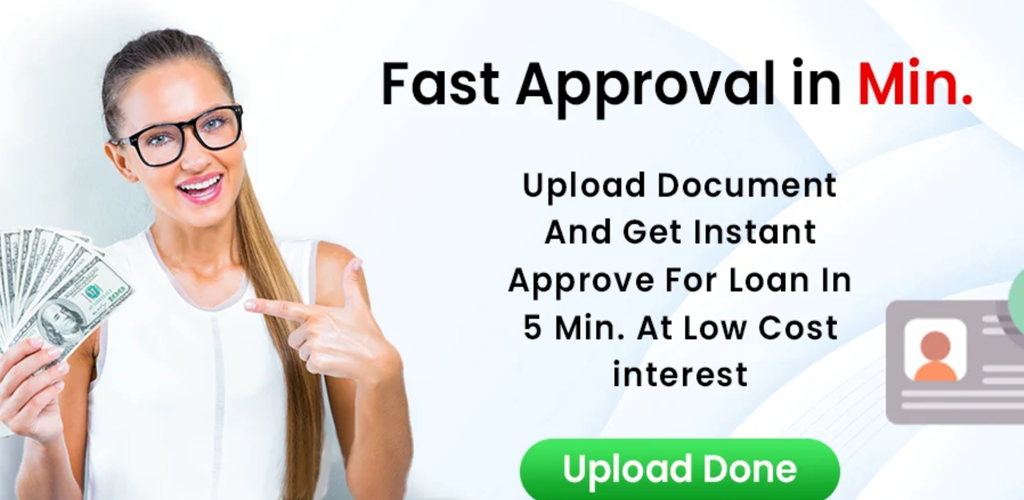 Fast Approval in Min.
Upload Document
And Get Instant
Approve For Loan In
5 Min. At Low Cost
interest
Upload Done
100